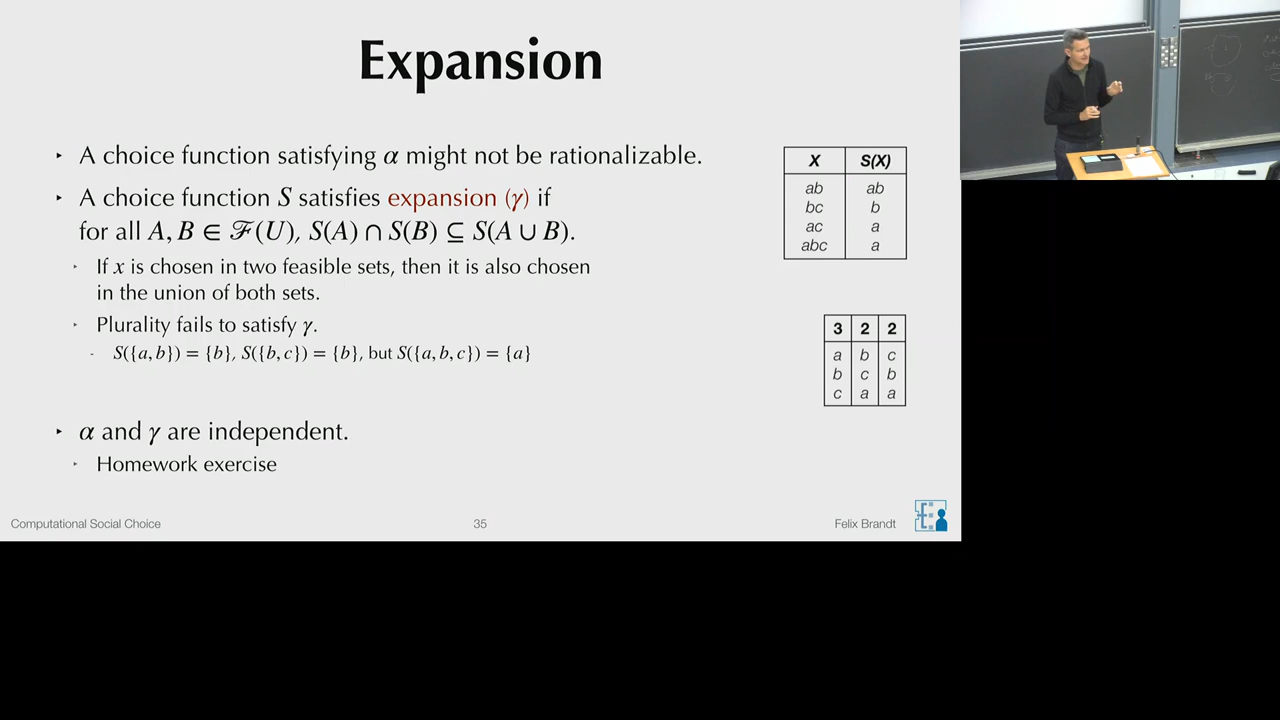 Expansion
‣ A choice function satisfying α might not be rationalizable.
‣ A choice function S satisfies expansion (γ) if
for all A, B ∈ ℱ(U), S(A) ∩ S(B) ⊆ S(A ∪ B).
‣ If x is chosen in two feasible sets, then it is also chosen
in the union of both sets.
‣ Plurality fails to satisfy γ.
- S({a, b}) = {b}, S({b, c}) = {b}, but S({a, b, c}) = {a}
‣ α and γ are independent.
‣ Homework exercise
X S(X)
ab ab
bc b
ac a
abc a
3 2 2
a b c
b c b
c a a
Computational Social Choice 35 Felix Brandt